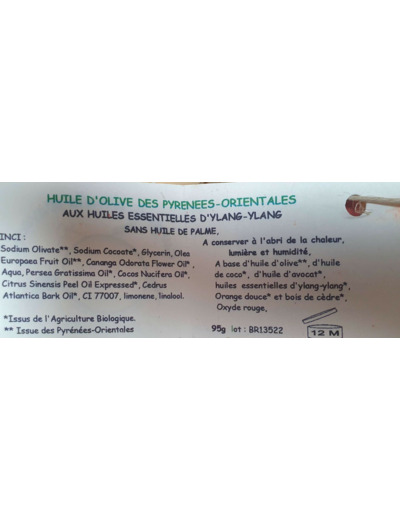 HUILE D'OLIVE DES PYRENEES-ORIENTALES
AUX HUILES ESSENTIELLES D'YLANG-YLANG
SANS HUILE DE PALME,
INCI :
Sodium Olivate**, Sodium Cocoate*, Glycerin, Olea
Europaea Fruit Oil**, Cananga Odorata Flower Oil*,
Aqua, Persea Gratissima Oil*, Cocos Nucifera Oil*,
Citrus Sinensis Peel Oil Expressed*, Cedrus
Atlantica Bark Oil*, CI 77007, limonene, linalool.
*Issus de l'Agriculture Biologique.
** Issue des Pyrénées-Orientales
A conserver à l'abri de la chaleur,
lumière et humidité,
A base d'huile d'olive**, d'huile
de coco*, d'huile d'avocat*,
huiles essentielles d'ylang-ylang*,
Orange douce* et bois de cèdre*,
Oxyde rouge,
95g lot : BR13522
12 M